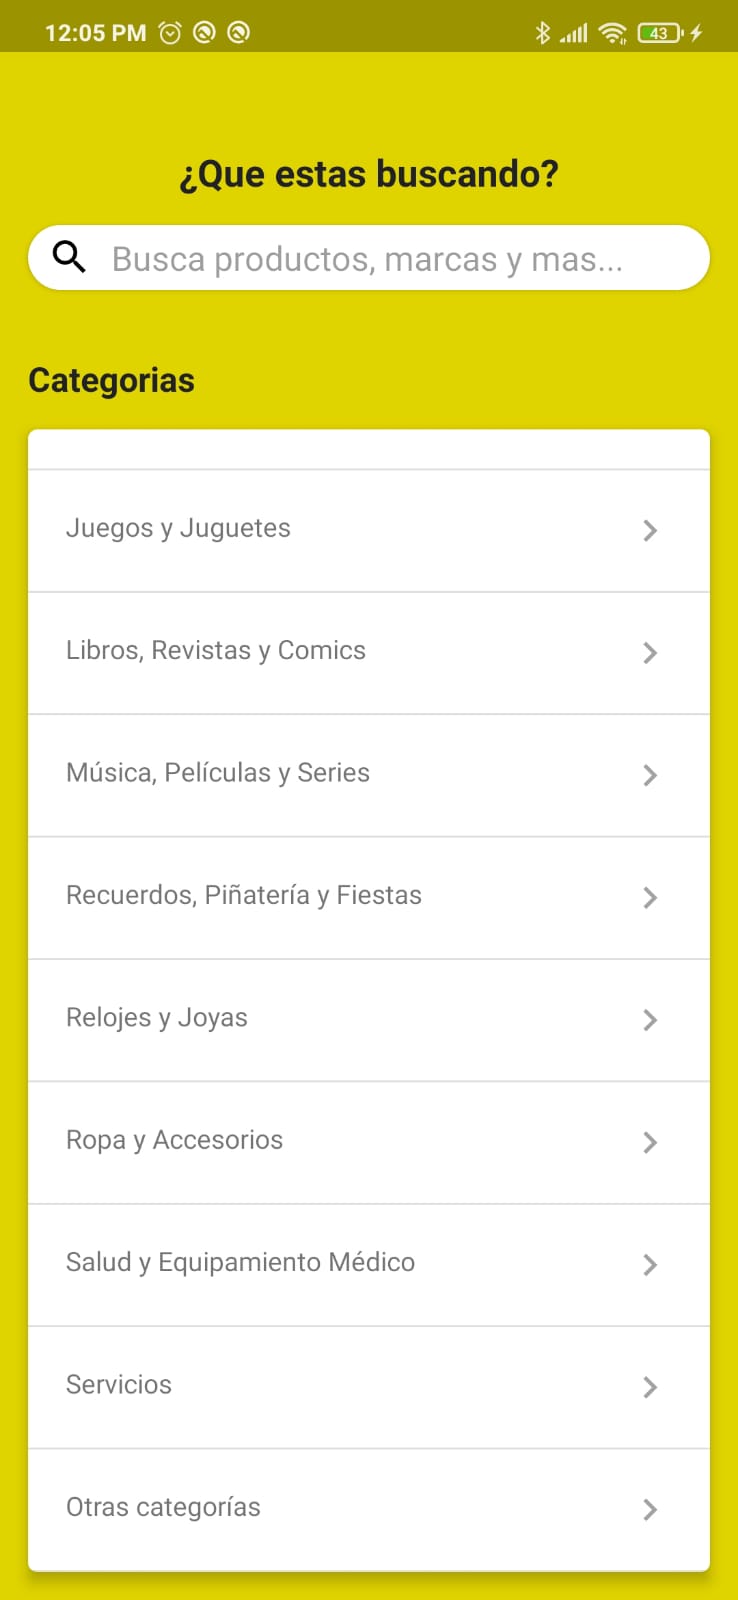 12:05 PM
43
¿Que estas buscando?
Busca productos, marcas y mas...
Categorias
Juegos y Juguetes
Libros, Revistas y Comics
Música, Películas y Series
Recuerdos, Piñatería y Fiestas
Relojes y Joyas
Ropa y Accesorios
Salud y Equipamiento Médico
Servicios
Otras categorías